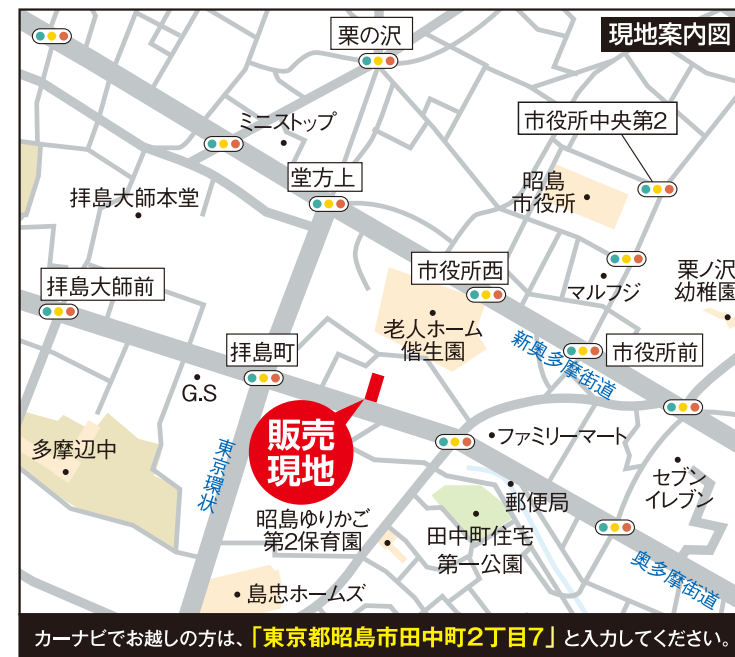 現地案内図
栗の沢
ミニストップ
市役所中央第2
堂方上
昭島
市役所
拝島大師本堂
市役所西
マルフジ
栗ノ沢
幼稚園
拝島大師前
老人ホーム
偕生園
新奥多摩街道
市役所前
拝島町
G.S
販売
現地
ファミリーマート
多摩辺中
東京環状
セブン
イレブン
郵便局
昭島ゆりかご
第2保育園
田中町住宅
第一公園
奥多摩街道
島忠ホームズ
カーナビでお越しの方は、「東京都昭島市田中町2丁目7」と入力してください。